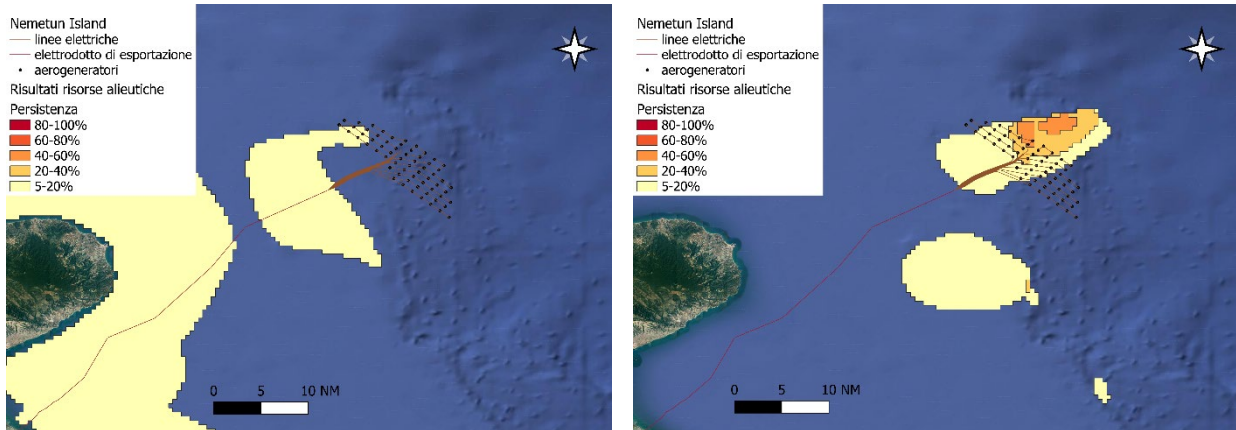 Nemetun Island
linee elettriche
elettrodotto di esportazione
aerogeneratori
Risultati risorse alieutiche
Persistenza
80-100%
60-80%
40-60%
20-40%
5-20%
0 5 10 NM
Nemetun Island
linee elettriche
elettrodotto di esportazione
aerogeneratori
Risultati risorse alieutiche
Persistenza
80-100%
60-80%
40-60%
20-40%
5-20%
0 5 10 NM